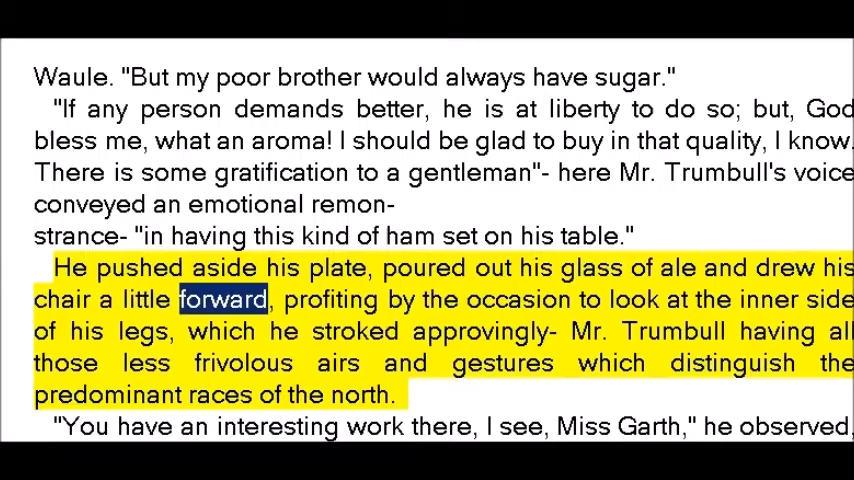 Waule. "But my poor brother would always have sugar."
"If any person demands better, he is at liberty to do so; but, God
bless me, what an aroma! I should be glad to buy in that quality, I know.
There is some gratification to a gentleman"- here Mr. Trumbull's voice
conveyed an emotional remon-
strance- "in having this kind of ham set on his table."
He pushed aside his plate, poured out his glass of ale and drew his
chair a little forward, profiting by the occasion to look at the inner side
of his legs, which he stroked approvingly- Mr. Trumbull having all
those less frivolous airs and gestures which distinguish the
predominant races of the north.
"You have an interesting work there, I see, Miss Garth," he observed,